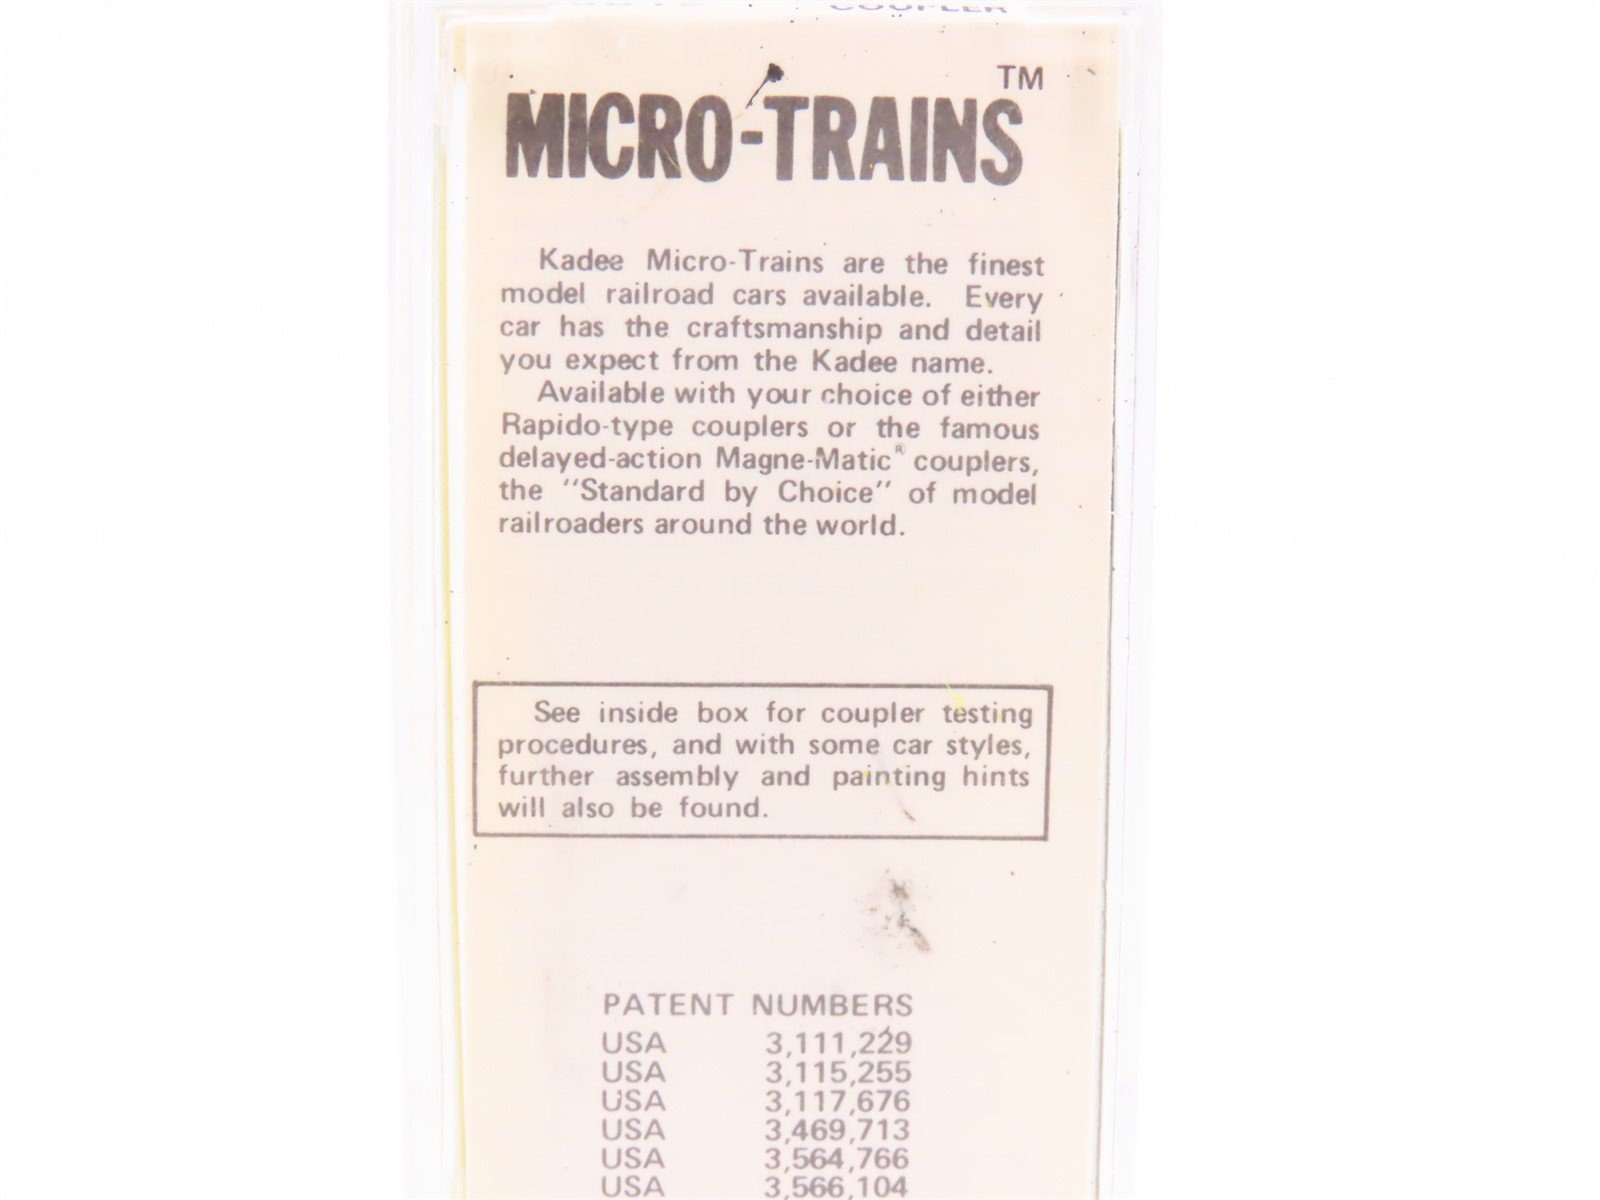 COUPLER
TM
MICRO-TRAINS
Kadee Micro-Trains are the finest
model railroad cars available. Every
car has the craftsmanship and detail
you expect from the Kadee name.
Available with your choice of either
Rapido-type couplers or the famous
delayed-action Magne-Matic® couplers,
the "Standard by Choice" of model
railroaders around the world.
See inside box for coupler testing
procedures, and with some car styles,
further assembly and painting hints
will also be found.
PATENT NUMBERS
USA 3,111,229
USA 3,115,255
USA 3,117,676
USA 3,469,713
USA 3,564,766
USA 3,566,104